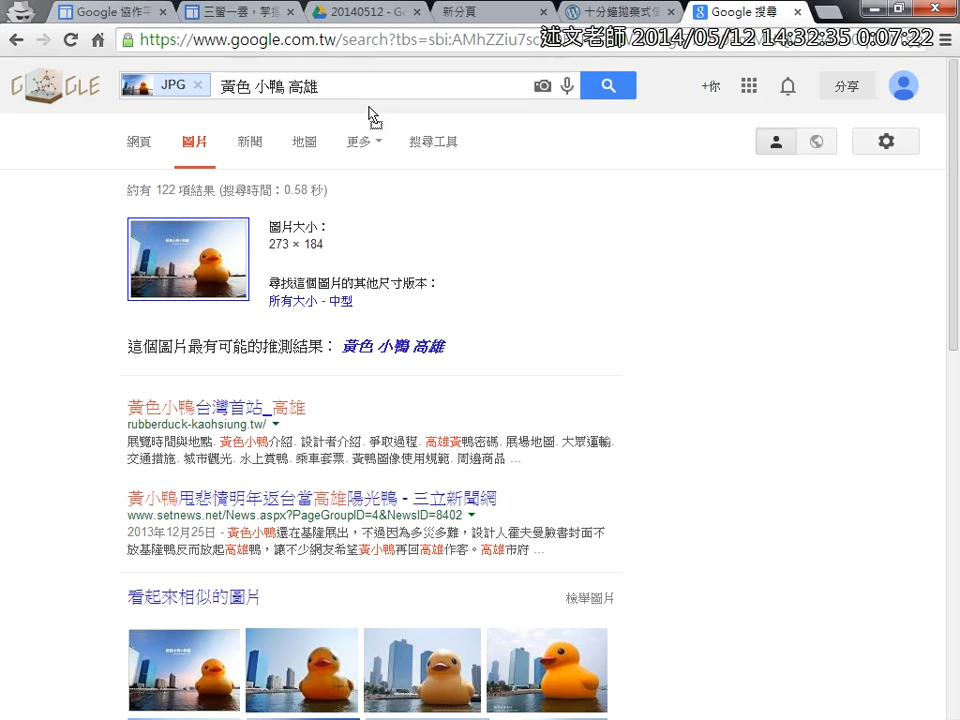 Google 協作平
三螢一雲，掌握
20140512 - Go
新分頁
十分鐘拋棄式信
Google 搜尋
https://www.google.com.tw/search?tbs=sbi:AMhZZiu7sc
述文老師 2014/05/12 14:32:35 0:07:22
GOOGLE
JPG
黃色 小鴨 高雄
+你
分享
網頁
圖片
新聞
地圖
更多
搜尋工具
約有 122 項結果 (搜尋時間：0.58 秒)
圖片大小：
273 × 184
尋找這個圖片的其他尺寸版本：
所有大小 - 中型
這個圖片最有可能的推測結果： 黃色 小鴨 高雄
黃色小鴨台灣首站_高雄
rubberduck-kaohsiung.tw/
展覽時間與地點. 黃色小鴨介紹. 設計者介紹. 爭取過程. 高雄黃鴨密碼. 展場地圖. 大眾運輸.
交通措施. 城市觀光. 水上賞鴨. 乘車套票. 黃鴨圖像使用規範. 周邊商品 ...
黃小鴨甩悲情明年返台當高雄陽光鴨 - 三立新聞網
www.setnews.net/News.aspx?PageGroupID=4&NewsID=8402
2013年12月25日 - 黃色小鴨還在基隆展出，不過因為多災多難，設計人霍夫曼臉書封面不
放基隆鴨反而放起高雄鴨，讓不少網友希望黃小鴨再回高雄作客。高雄市府 ...
看起來相似的圖片
檢舉圖片